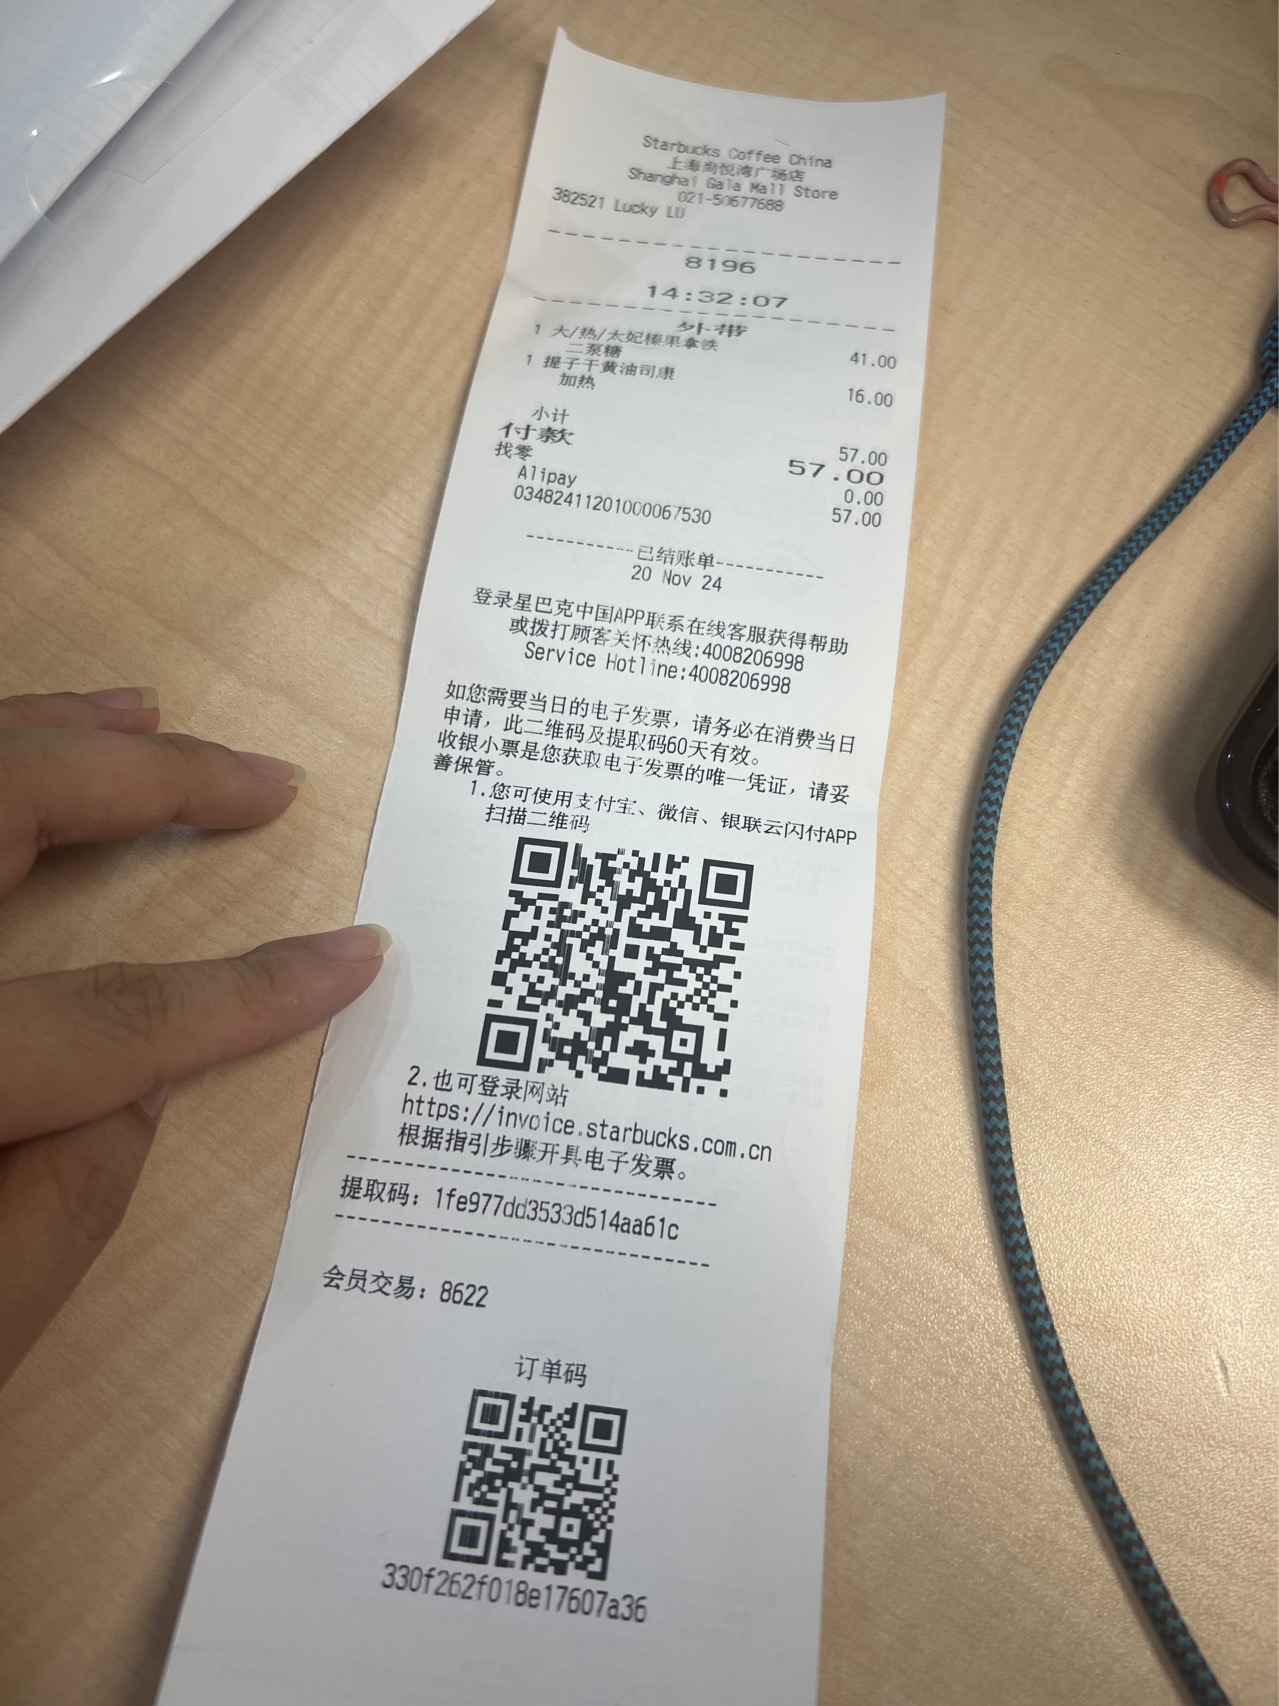 Starbucks Coffee China
上海尚悦湾广场店
Shanghai Gala Mall Store
021-50677688
382521 Lucky LU
8196
14:32:07
外带
1 大/热/太妃榛果拿铁 41.00
二泵糖
1 提子干黄油司康 16.00
加热
小计 57.00
付款 57.00
找零 0.00
Alipay 57.00
03482411201000067530
-----------已结账单-----------
20 Nov 24
登录星巴克中国APP联系在线客服获得帮助
或拨打顾客关怀热线:4008206998
Service Hotline:4008206998
如您需要当日的电子发票，请务必在消费当日
申请，此二维码及提取码60天有效。
收银小票是您获取电子发票的唯一凭证，请妥
善保管。
1.您可使用支付宝、微信、银联云闪付APP
扫描二维码
2.也可登录网站
https://invoice.starbucks.com.cn
根据指引步骤开具电子发票。
提取码：1fe977dd3533d514aa61c
会员交易：8622
订单码
330f262f018e17607a36